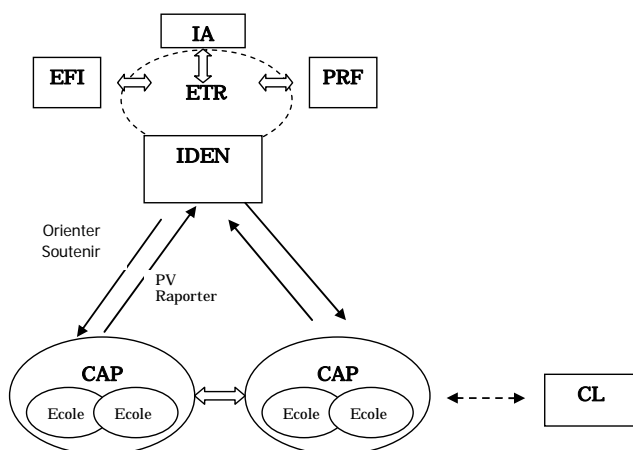 IA
EFI
PRF
ETR
IDEN
Orienter
Soutenir
PV
Raporter
CAP
CAP
Ecole
Ecole
Ecole
Ecole
CL